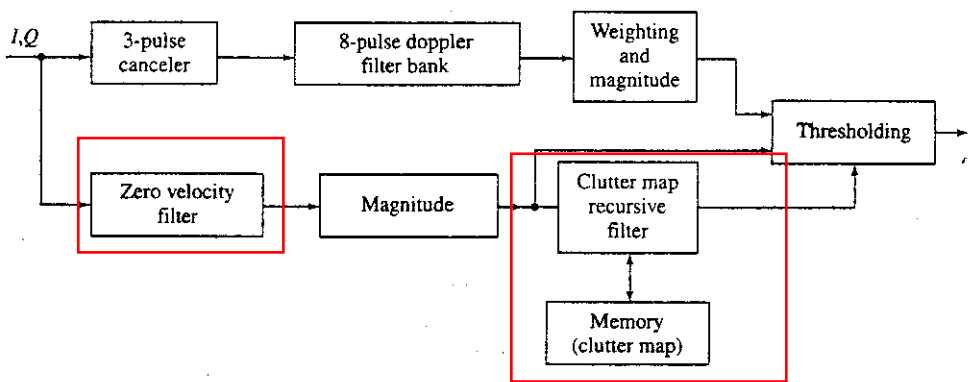 I,Q
3-pulse
canceler
8-pulse doppler
filter bank
Weighting
and
magnitude
Thresholding
Zero velocity
filter
Magnitude
Clutter map
recursive
filter
Memory
(clutter map)